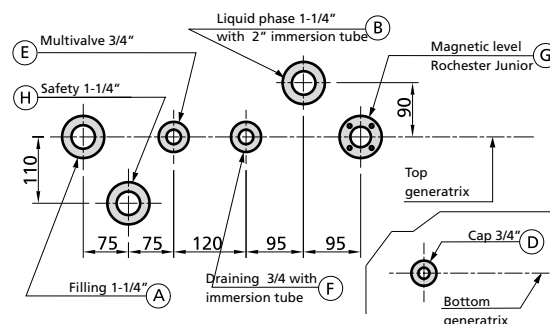 Liquid phase 1-1/4”
with 2” immersion tube
B
Multivalve 3/4”
E
Magnetic level
Rochester Junior
G
H
Safety 1-1/4”
90
110
Top
generatrix
75
75
120
95
95
Cap 3/4”
D
Filling 1-1/4”
A
Draining 3/4 with
immersion tube
F
Bottom
generatrix